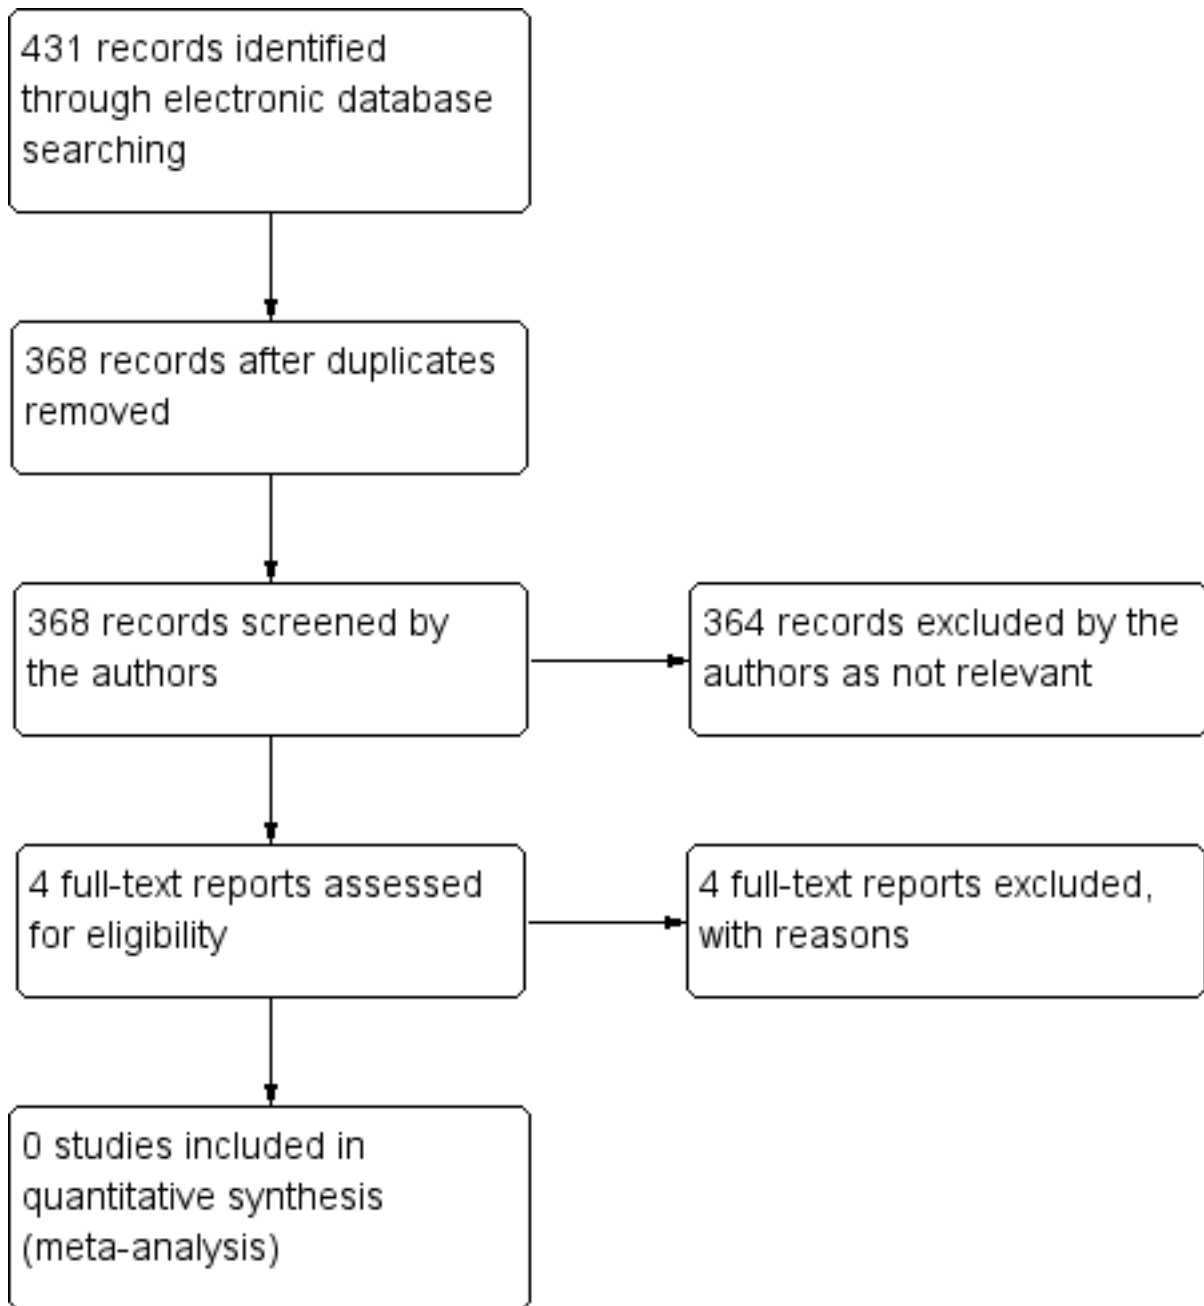 431 records identified
through electronic database
searching
368 records after duplicates
removed
368 records screened by
the authors
364 records excluded by the
authors as not relevant
4 full-text reports assessed
for eligibility
4 full-text reports excluded,
with reasons
0 studies included in
quantitative synthesis
(meta-analysis)